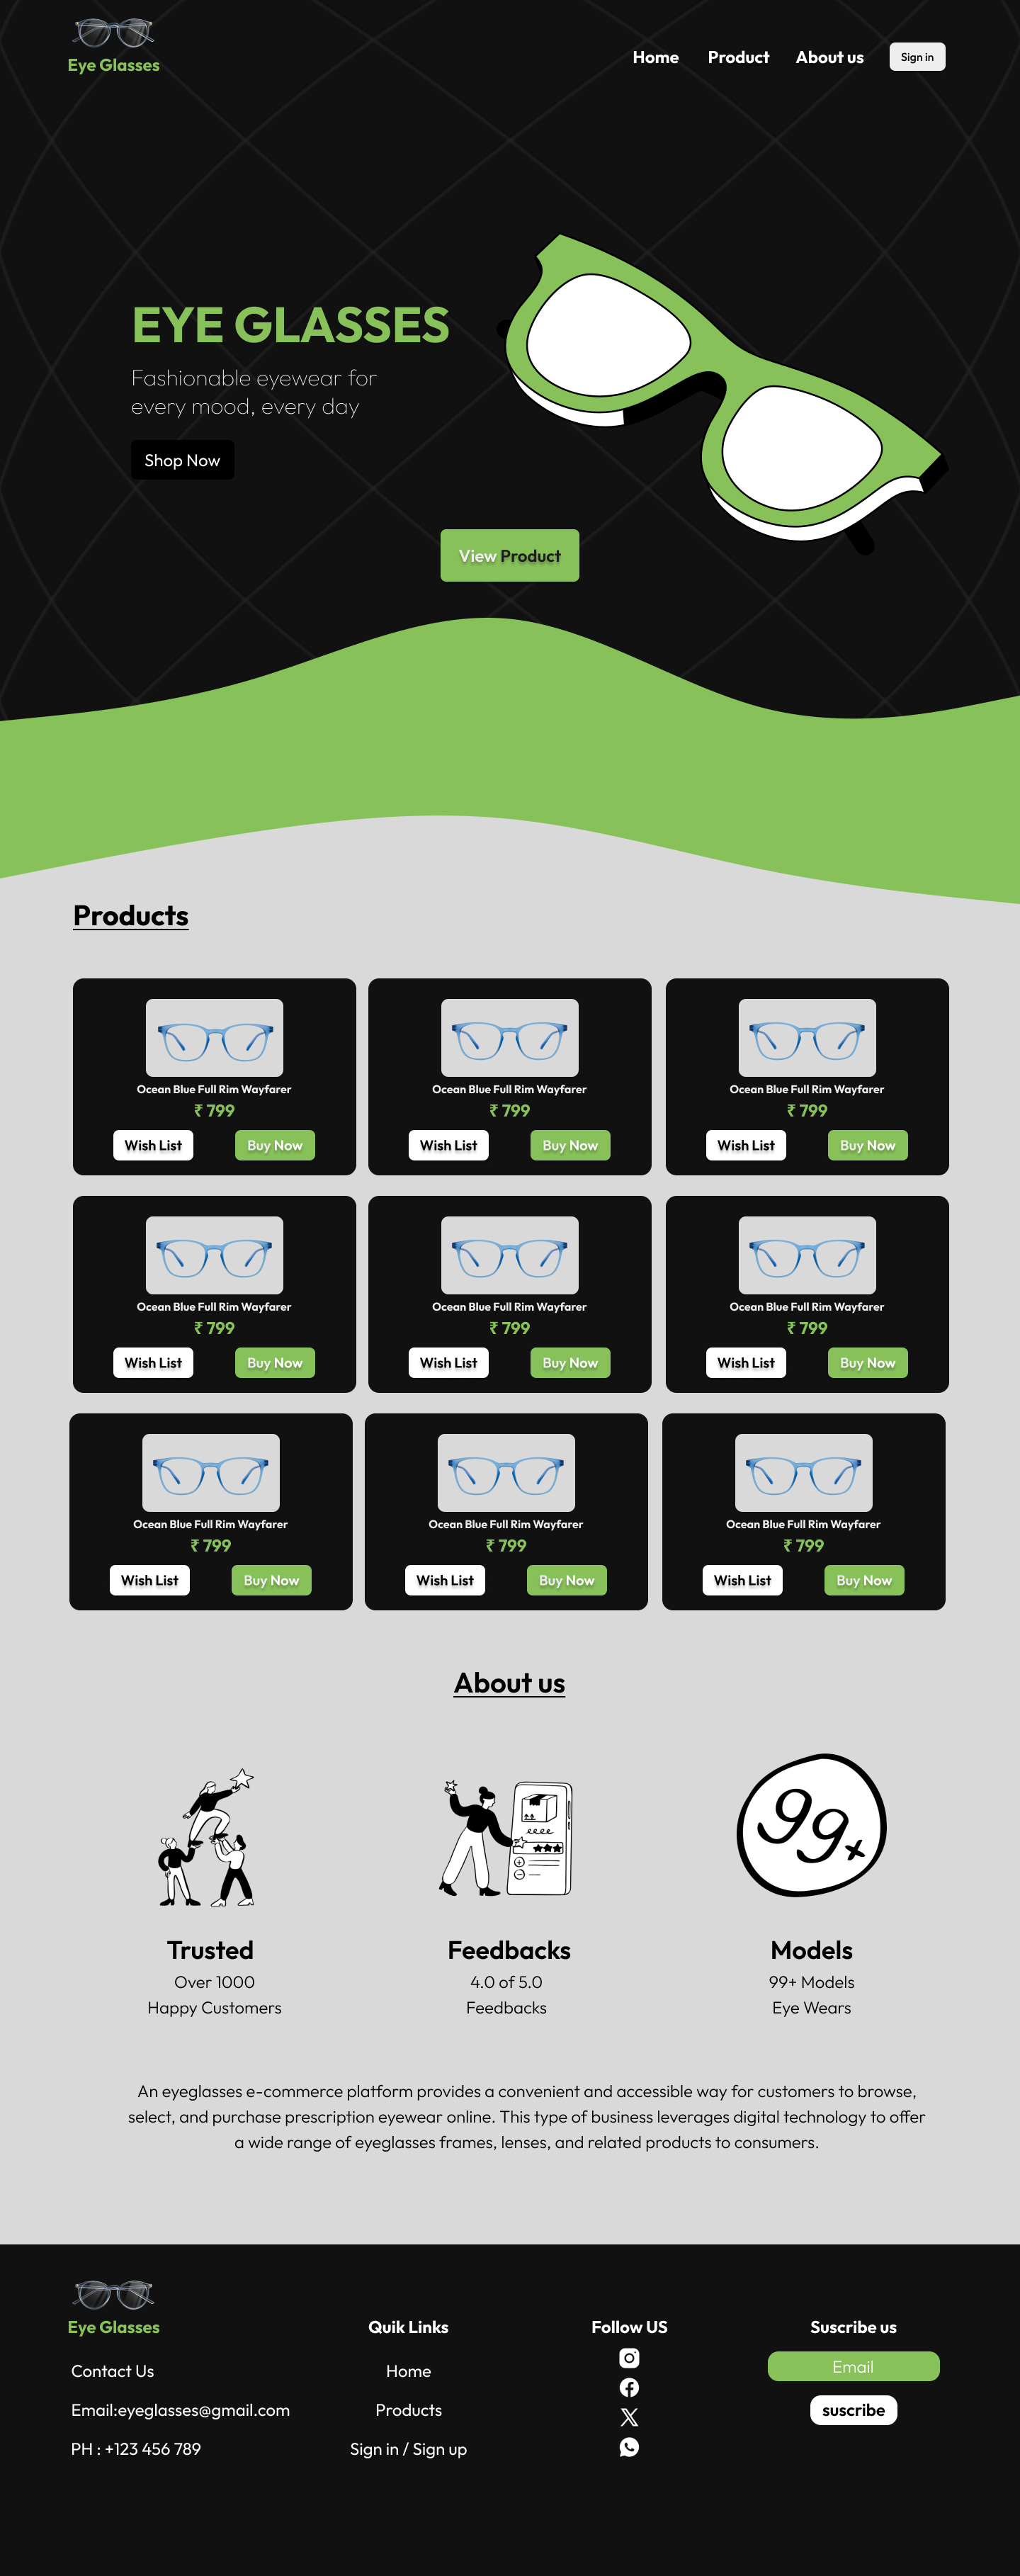 Eye Glasses
Home Product About us Sign in
EYE GLASSES
Fashionable eyewear for
every mood, every day
Shop Now
View Product
Products
Ocean Blue Full Rim Wayfarer
₹ 799
Wish List Buy Now
Ocean Blue Full Rim Wayfarer
₹ 799
Wish List Buy Now
Ocean Blue Full Rim Wayfarer
₹ 799
Wish List Buy Now
Ocean Blue Full Rim Wayfarer
₹ 799
Wish List Buy Now
Ocean Blue Full Rim Wayfarer
₹ 799
Wish List Buy Now
Ocean Blue Full Rim Wayfarer
₹ 799
Wish List Buy Now
Ocean Blue Full Rim Wayfarer
₹ 799
Wish List Buy Now
Ocean Blue Full Rim Wayfarer
₹ 799
Wish List Buy Now
Ocean Blue Full Rim Wayfarer
₹ 799
Wish List Buy Now
About us
99+
Trusted
Over 1000
Happy Customers
Feedbacks
4.0 of 5.0
Feedbacks
Models
99+ Models
Eye Wears
An eyeglasses e-commerce platform provides a convenient and accessible way for customers to browse,
select, and purchase prescription eyewear online. This type of business leverages digital technology to offer
a wide range of eyeglasses frames, lenses, and related products to consumers.
Eye Glasses
Contact Us
Email:eyeglasses@gmail.com
PH : +123 456 789
Quik Links
Home
Products
Sign in / Sign up
Follow US
Suscribe us
Email
suscribe